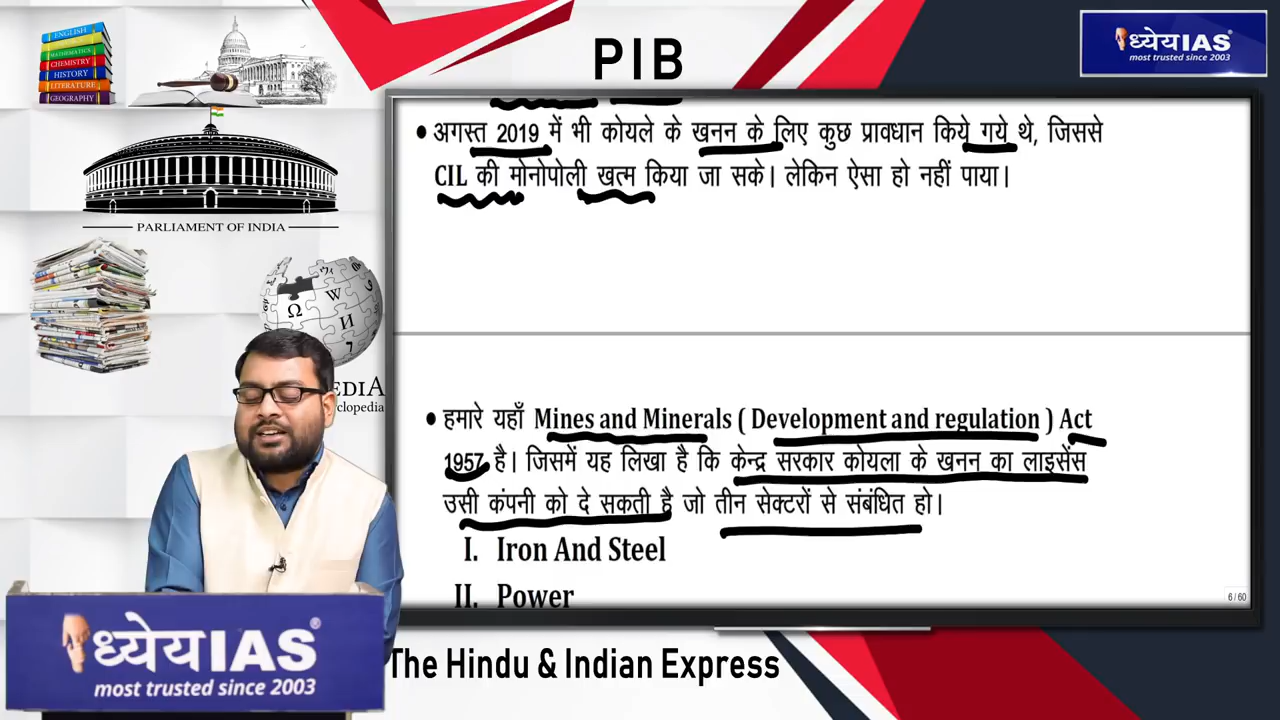 ENGLISH
MATHEMATICS
CHEMISTRY
HISTORY
LITERATURE
GEOGRAPHY
PIB
ध्येयIAS
most trusted since 2003
PARLIAMENT OF INDIA
Ω
W
И
EDIA
clopedia
• अगस्त 2019 में भी कोयले के खनन के लिए कुछ प्रावधान किये गये थे, जिससे
CIL की मोनोपोली खत्म किया जा सके। लेकिन ऐसा हो नहीं पाया।
• हमारे यहाँ Mines and Minerals ( Development and regulation ) Act
1957 है। जिसमें यह लिखा है कि केन्द्र सरकार कोयला के खनन का लाइसेंस
उसी कंपनी को दे सकती है जो तीन सेक्टरों से संबंधित हो।
I. Iron And Steel
II. Power
6 / 60
ध्येयIAS®
most trusted since 2003
The Hindu & Indian Express